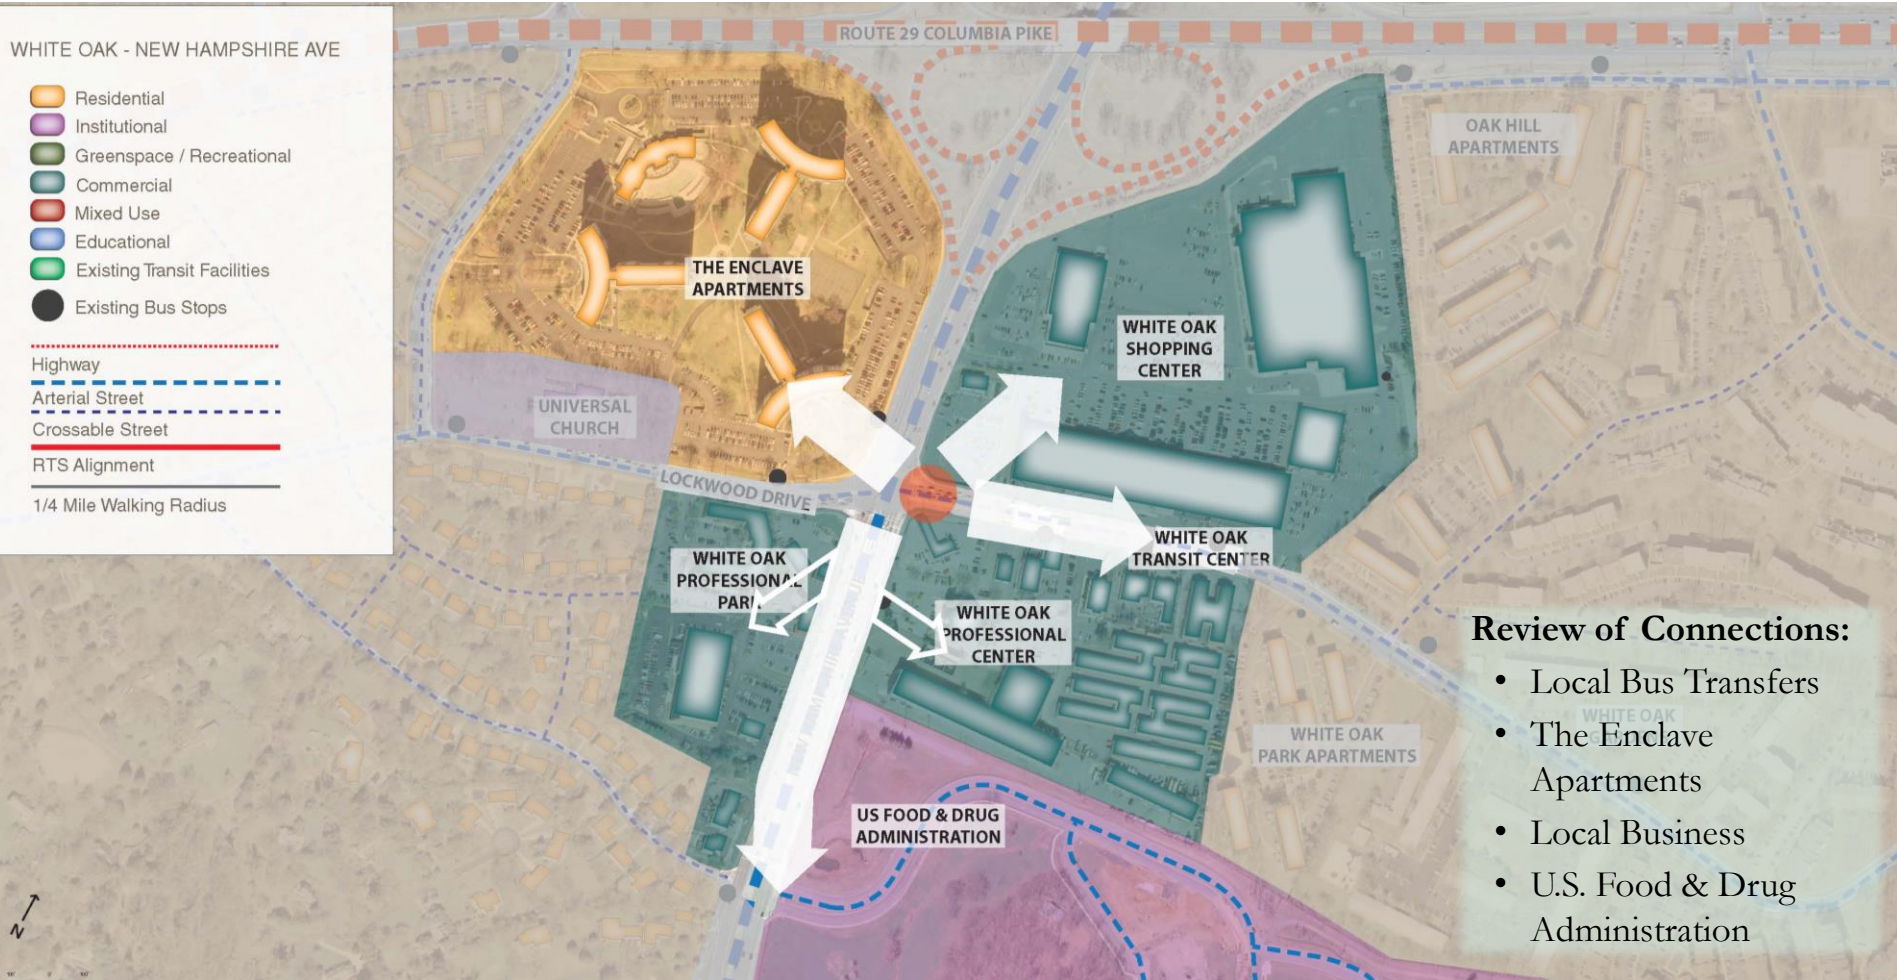 WHITE OAK - NEW HAMPSHIRE AVE
Residential
Institutional
Greenspace / Recreational
Commercial
Mixed Use
Educational
Existing Transit Facilities
Existing Bus Stops
Highway
Arterial Street
Crossable Street
RTS Alignment
1/4 Mile Walking Radius
ROUTE 29 COLUMBIA PIKE
OAK HILL
APARTMENTS
THE ENCLAVE
APARTMENTS
WHITE OAK
SHOPPING
CENTER
UNIVERSAL
CHURCH
LOCKWOOD DRIVE
WHITE OAK
TRANSIT CENTER
WHITE OAK
PROFESSIONAL
PARK
WHITE OAK
PROFESSIONAL
CENTER
WHITE OAK
PARK APARTMENTS
US FOOD & DRUG
ADMINISTRATION
WHITE OAK
Review of Connections:
• Local Bus Transfers
• The Enclave
Apartments
• Local Business
• U.S. Food & Drug
Administration
N